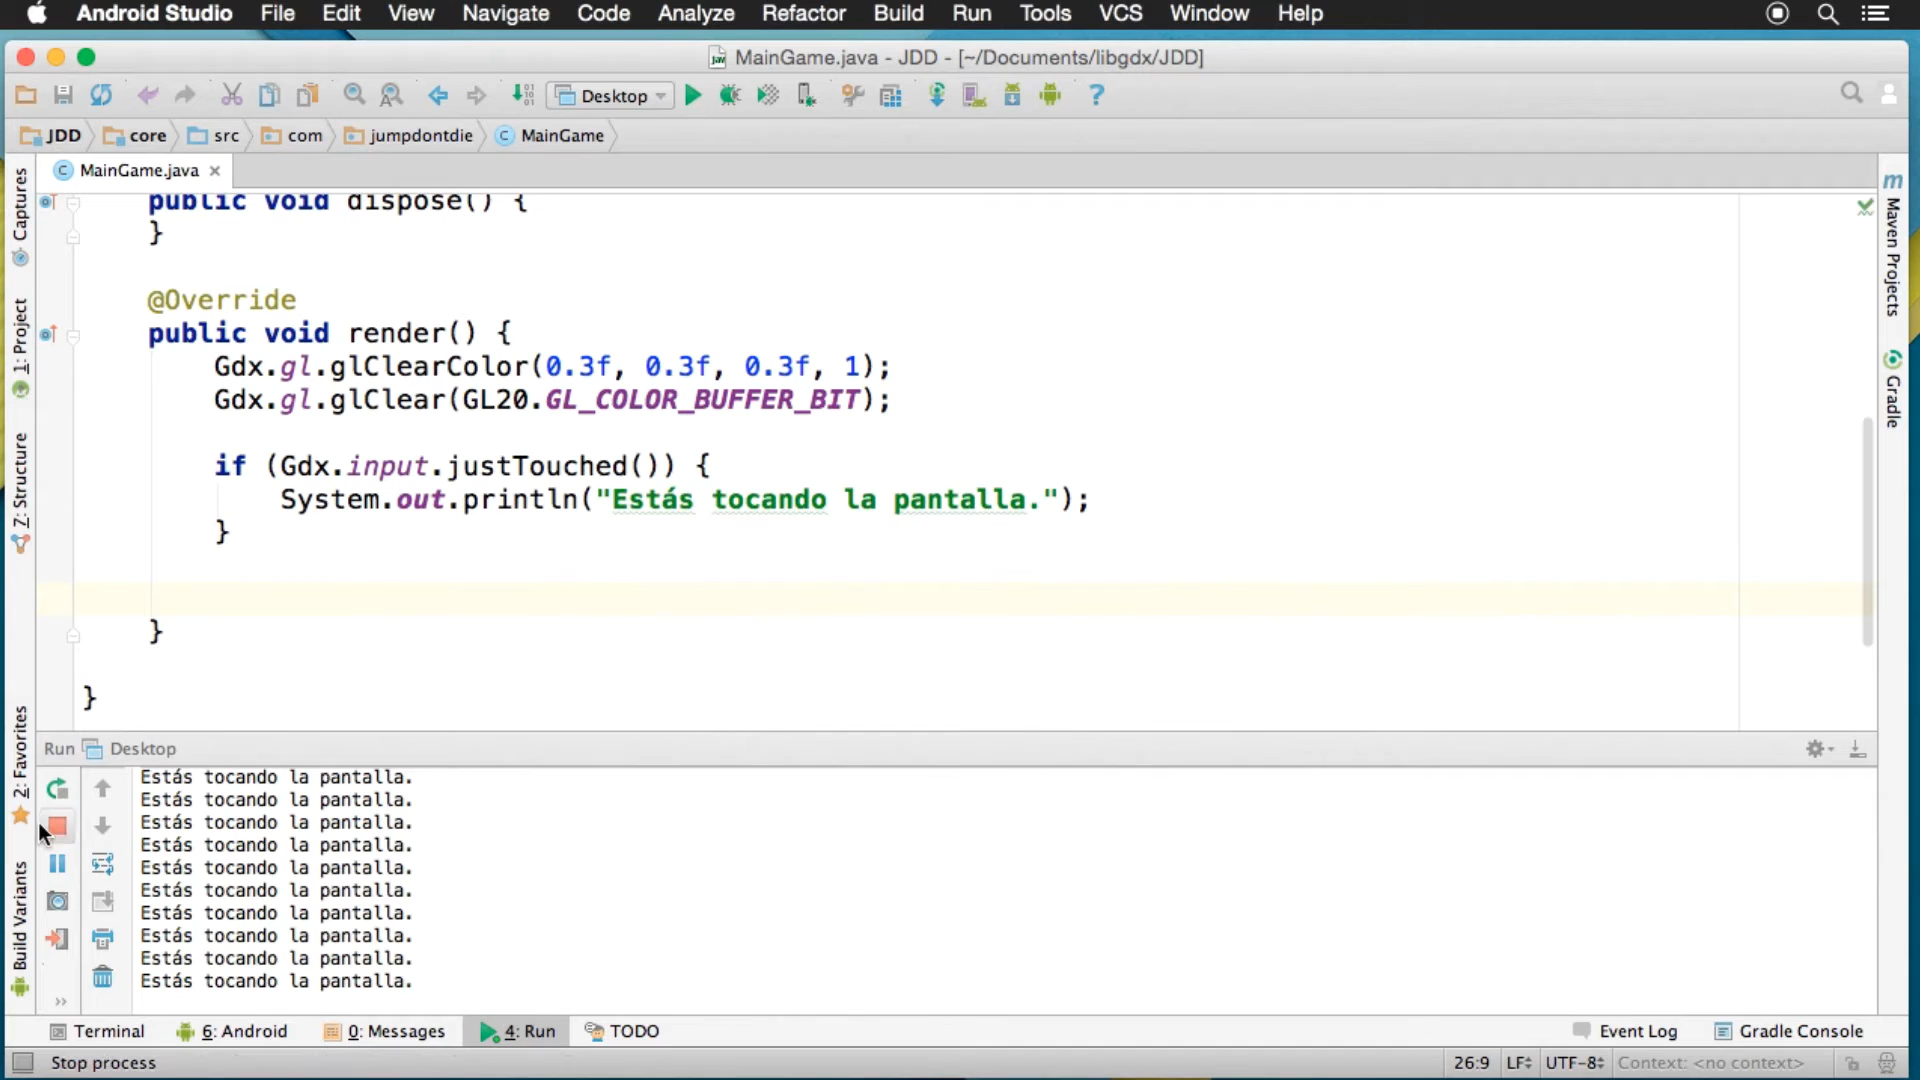 Android Studio File Edit View Navigate Code Analyze Refactor Build Run Tools VCS Window Help
MainGame.java - JDD - [~/Documents/libgdx/JDD]
Desktop
JDD core src com jumpdontdie MainGame
MainGame.java
public void dispose() {
}
@Override
public void render() {
Gdx.gl.glClearColor(0.3f, 0.3f, 0.3f, 1);
Gdx.gl.glClear(GL20.GL_COLOR_BUFFER_BIT);
if (Gdx.input.justTouched()) {
System.out.println("Estás tocando la pantalla.");
}
}
}
Captures
1: Project
7: Structure
2: Favorites
Build Variants
Maven Projects
Gradle
Run Desktop
Estás tocando la pantalla.
Estás tocando la pantalla.
Estás tocando la pantalla.
Estás tocando la pantalla.
Estás tocando la pantalla.
Estás tocando la pantalla.
Estás tocando la pantalla.
Estás tocando la pantalla.
Estás tocando la pantalla.
Estás tocando la pantalla.
Terminal 6: Android 0: Messages 4: Run TODO Event Log Gradle Console
Stop process 26:9 LF UTF-8 Context: <no context>